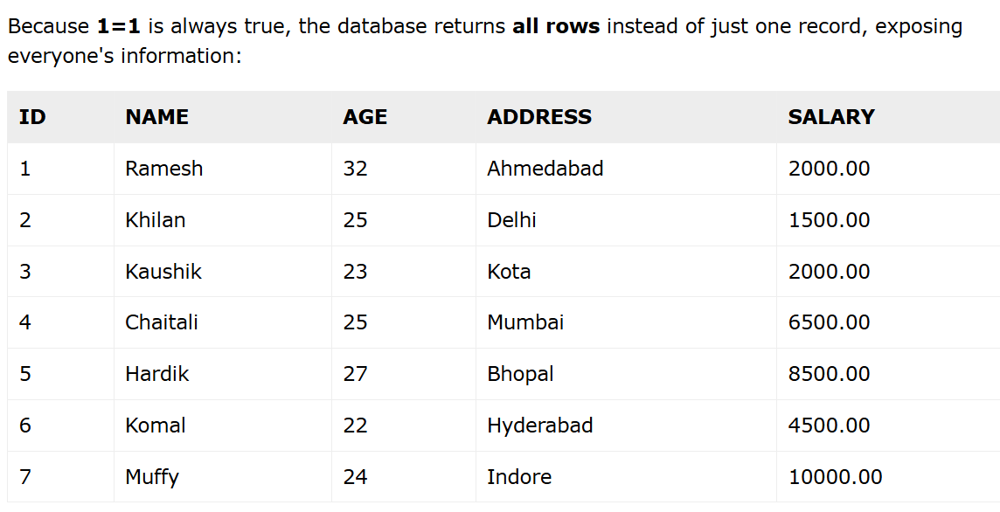 Because 1=1 is always true, the database returns all rows instead of just one record, exposing
everyone's information:
ID NAME AGE ADDRESS SALARY
1 Ramesh 32 Ahmedabad 2000.00
2 Khilan 25 Delhi 1500.00
3 Kaushik 23 Kota 2000.00
4 Chaitali 25 Mumbai 6500.00
5 Hardik 27 Bhopal 8500.00
6 Komal 22 Hyderabad 4500.00
7 Muffy 24 Indore 10000.00